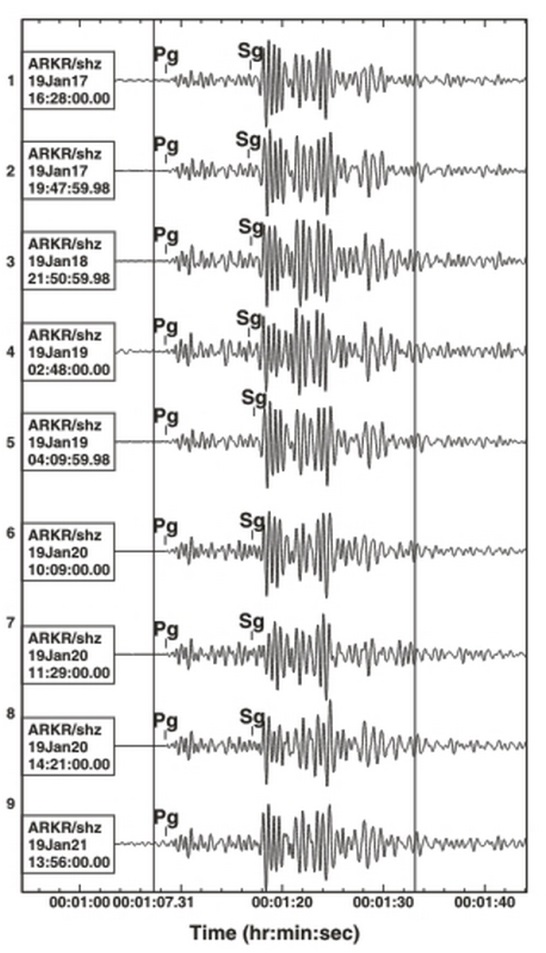 Pg Sg
1 ARKR/shz
19Jan17
16:28:00.00
Pg Sg
2 ARKR/shz
19Jan17
19:47:59.98
Pg Sg
3 ARKR/shz
19Jan18
21:50:59.98
Pg Sg
4 ARKR/shz
19Jan19
02:48:00.00
Pg Sg
5 ARKR/shz
19Jan19
04:09:59.98
Pg Sg
6 ARKR/shz
19Jan20
10:09:00.00
Pg Sg
7 ARKR/shz
19Jan20
11:29:00.00
Pg Sg
8 ARKR/shz
19Jan20
14:21:00.00
Pg
9 ARKR/shz
19Jan21
13:56:00.00
00:01:00 00:01:07.31 00:01:20 00:01:30 00:01:40
Time (hr:min:sec)